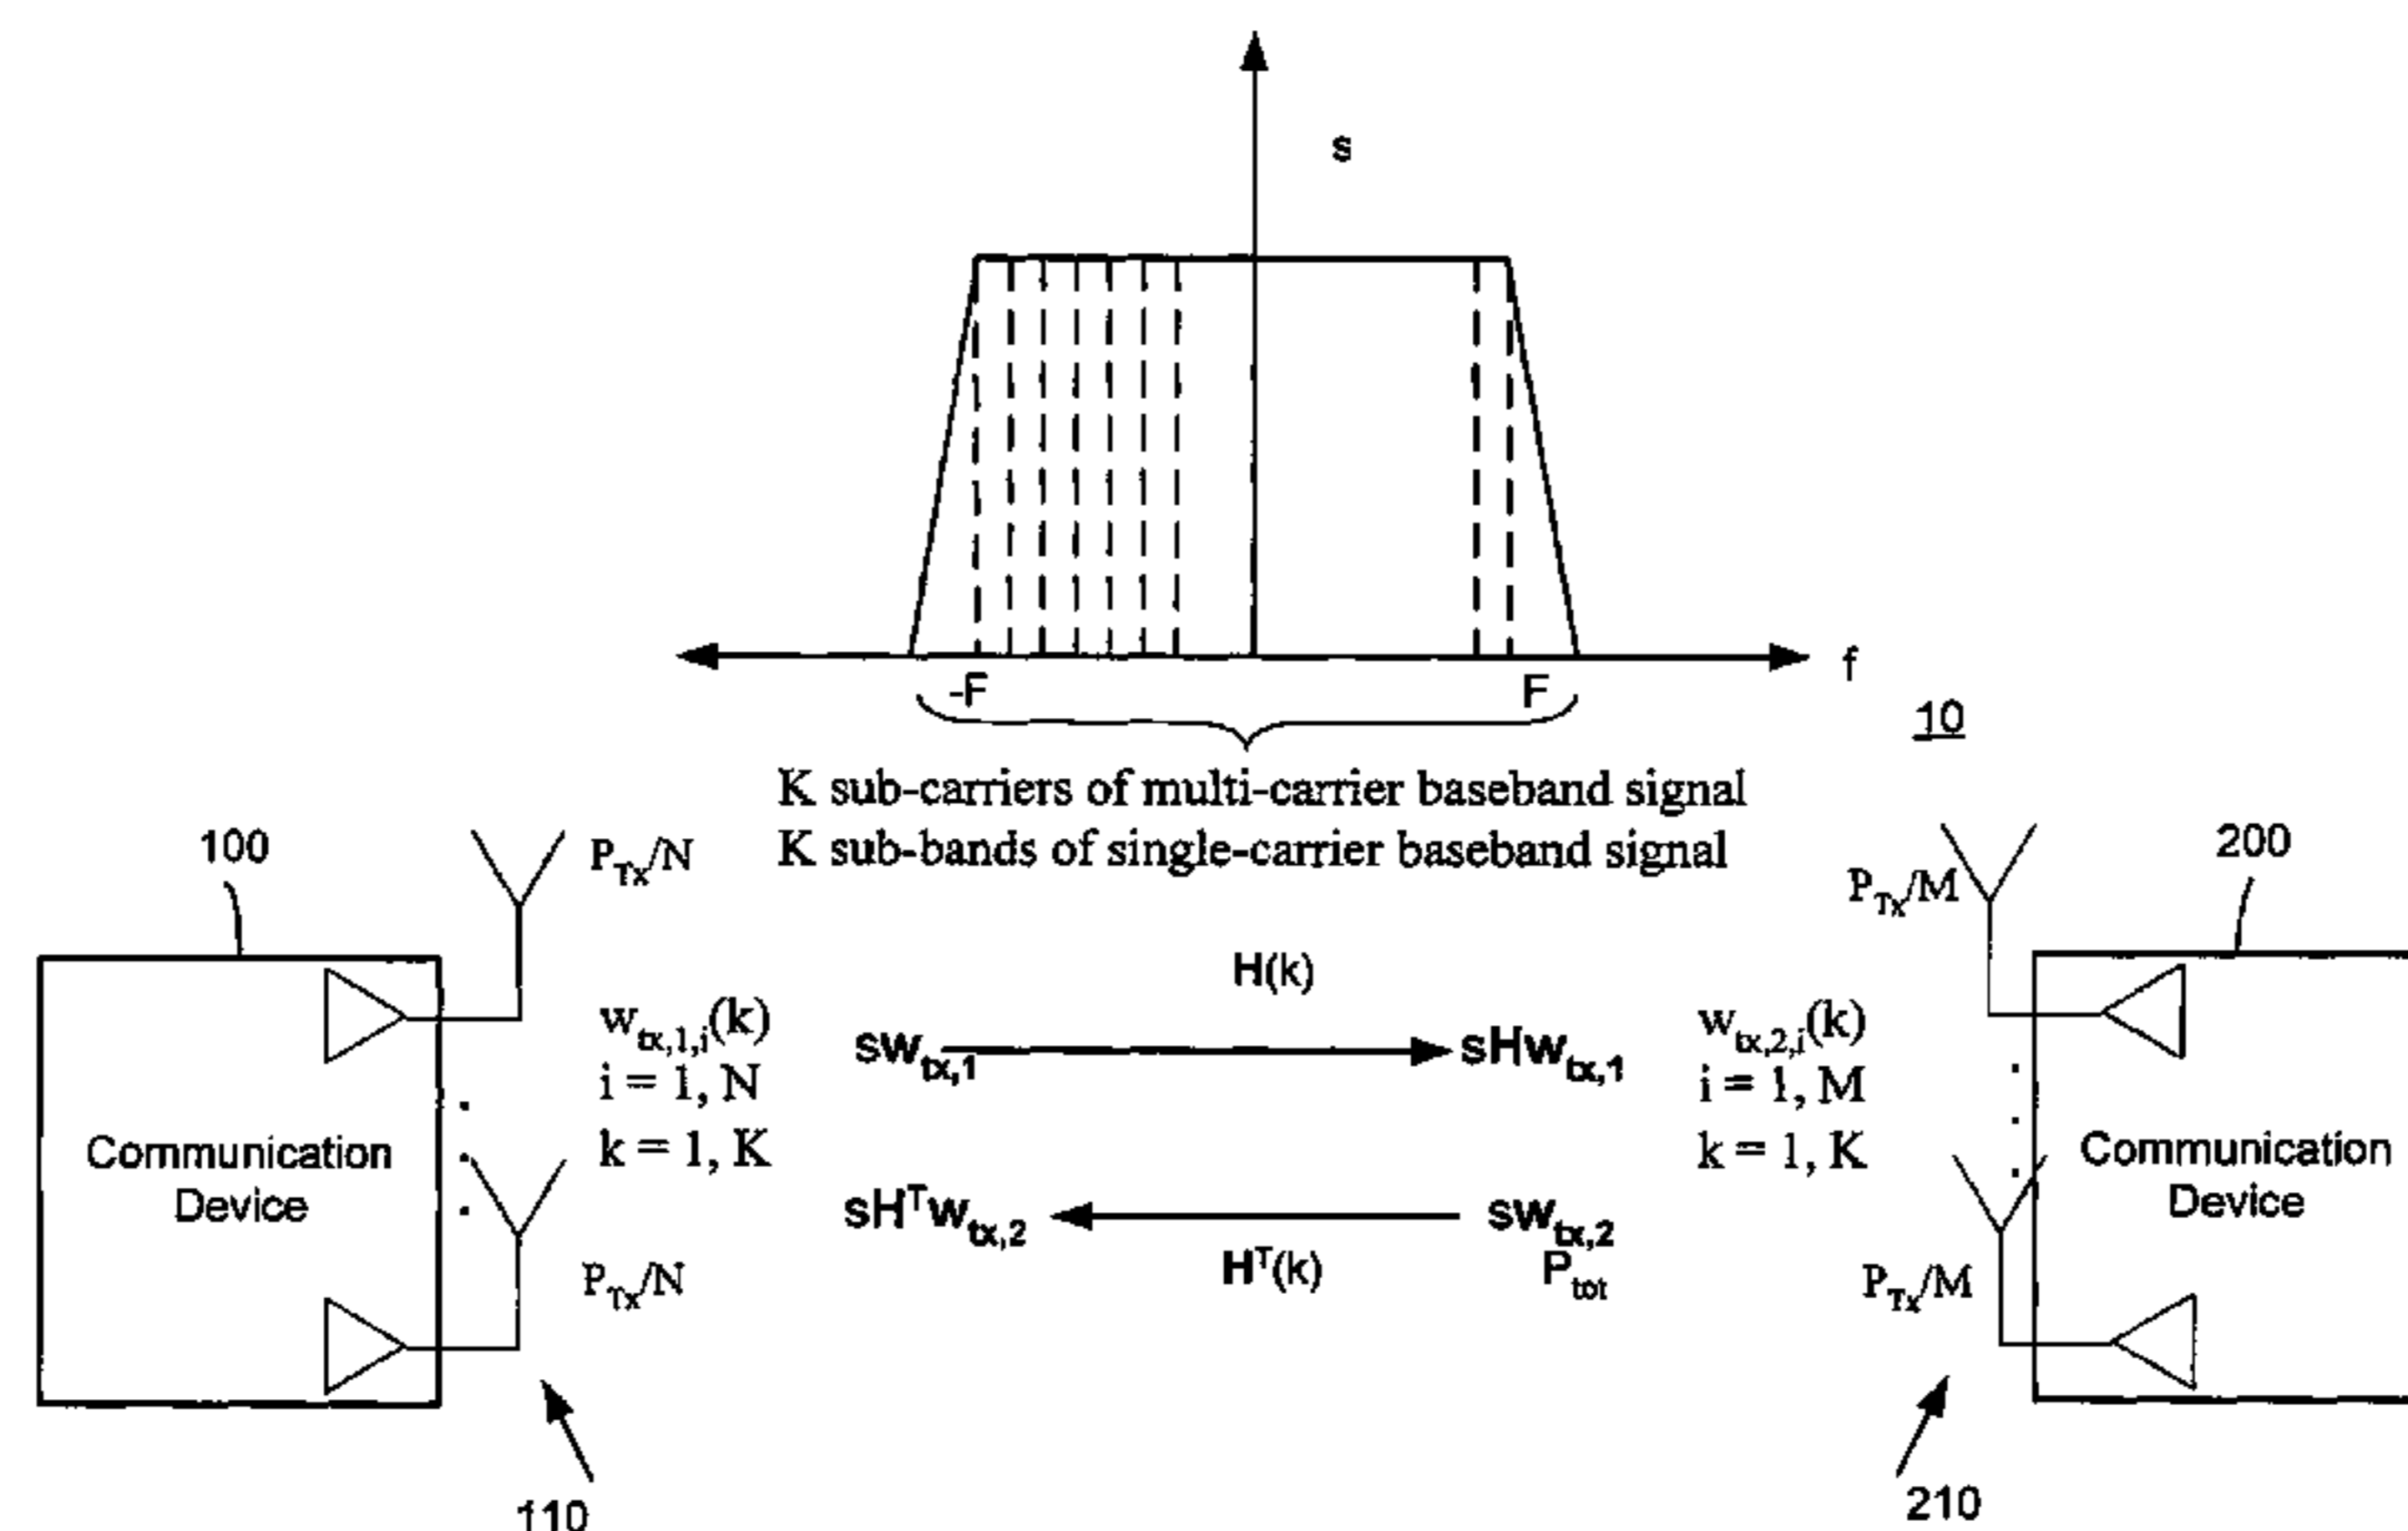 s
f
-F
F
10
K sub-carriers of multi-carrier baseband signal
K sub-bands of single-carrier baseband signal
100
P_Tx/N
P_Tx/M
200
H(k)
w_tx,1,i(k)
i = 1, N
k = 1, K
sw_tx,1
sHw_tx,1
w_tx,2,i(k)
i = 1, M
k = 1, K
Communication
Device
Communication
Device
sH^Tw_tx,2
sw_tx,2
H^T(k)
P_tot
P_Tx/N
P_Tx/M
110
210